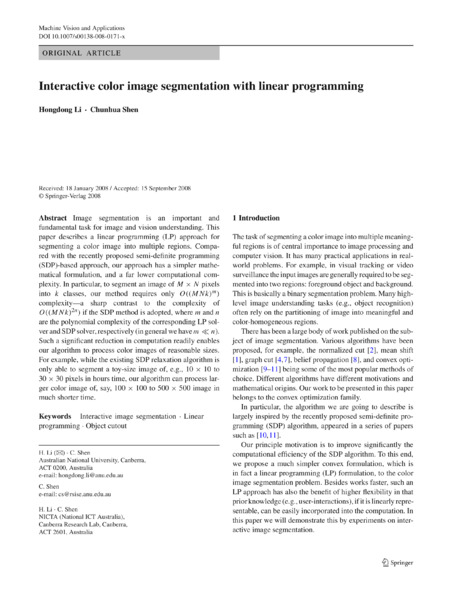 Machine Vision and Applications
DOI 10.1007/s00138-008-0171-x
ORIGINAL ARTICLE
Interactive color image segmentation with linear programming
Hongdong Li · Chunhua Shen
Received: 18 January 2008 / Accepted: 15 September 2008
© Springer-Verlag 2008
Abstract Image segmentation is an important and
fundamental task for image and vision understanding. This
paper describes a linear programming (LP) approach for
segmenting a color image into multiple regions. Compa-
red with the recently proposed semi-definite programming
(SDP)-based approach, our approach has a simpler mathe-
matical formulation, and a far lower computational com-
plexity. In particular, to segment an image of M × N pixels
into k classes, our method requires only O((MNk)^m)
complexity—a sharp contrast to the complexity of
O((MNk)^2n) if the SDP method is adopted, where m and n
are the polynomial complexity of the corresponding LP sol-
ver and SDP solver, respectively (in general we have m ≪ n).
Such a significant reduction in computation readily enables
our algorithm to process color images of reasonable sizes.
For example, while the existing SDP relaxation algorithm is
only able to segment a toy-size image of, e.g., 10 × 10 to
30 × 30 pixels in hours time, our algorithm can process lar-
ger color image of, say, 100 × 100 to 500 × 500 image in
much shorter time.
Keywords Interactive image segmentation · Linear
programming · Object cutout
H. Li (✉) · C. Shen
Australian National University, Canberra,
ACT 0200, Australia
e-mail: hongdong.li@anu.edu.au
C. Shen
e-mail: cs@rsise.anu.edu.au
H. Li · C. Shen
NICTA (National ICT Australia),
Canberra Research Lab, Canberra,
ACT 2601, Australia
1 Introduction
The task of segmenting a color image into multiple meaning-
ful regions is of central importance to image processing and
computer vision. It has many practical applications in real-
world problems. For example, in visual tracking or video
surveillance the input images are generally required to be seg-
mented into two regions: foreground object and background.
This is basically a binary segmentation problem. Many high-
level image understanding tasks (e.g., object recognition)
often rely on the partitioning of image into meaningful and
color-homogeneous regions.
There has been a large body of work published on the sub-
ject of image segmentation. Various algorithms have been
proposed, for example, the normalized cut [2], mean shift
[1], graph cut [4,7], belief propagation [8], and convex opti-
mization [9–11] being some of the most popular methods of
choice. Different algorithms have different motivations and
mathematical origins. Our work to be presented in this paper
belongs to the convex optimization family.
In particular, the algorithm we are going to describe is
largely inspired by the recently proposed semi-definite pro-
gramming (SDP) algorithm, appeared in a series of papers
such as [10,11].
Our principle motivation is to improve significantly the
computational efficiency of the SDP algorithm. To this end,
we propose a much simpler convex formulation, which is
in fact a linear programming (LP) formulation, to the color
image segmentation problem. Besides works faster, such an
LP approach has also the benefit of higher flexibility in that
prior knowledge (e.g., user-interactions), if it is linearly repre-
sentable, can be easily incorporated into the computation. In
this paper we will demonstrate this by experiments on inter-
active image segmentation.
Springer